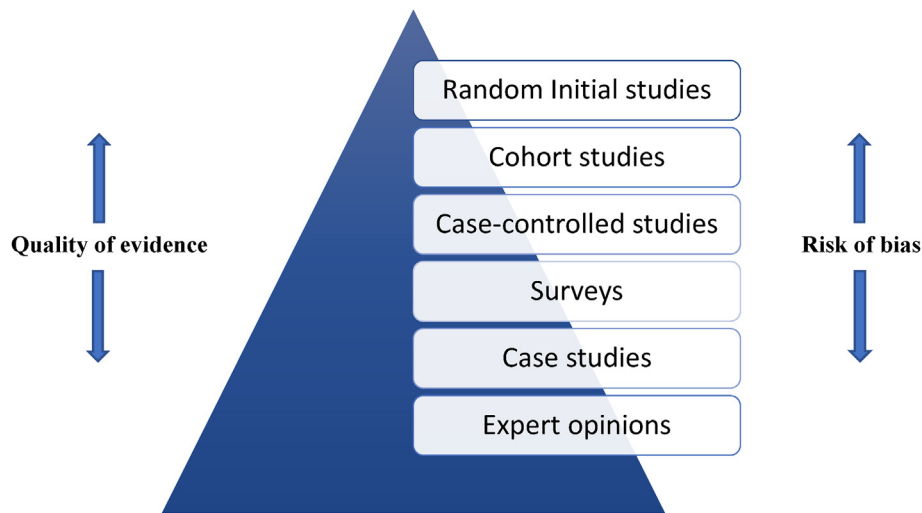 Random Initial studies
Cohort studies
Case-controlled studies
Quality of evidence
Risk of bias
Surveys
Case studies
Expert opinions